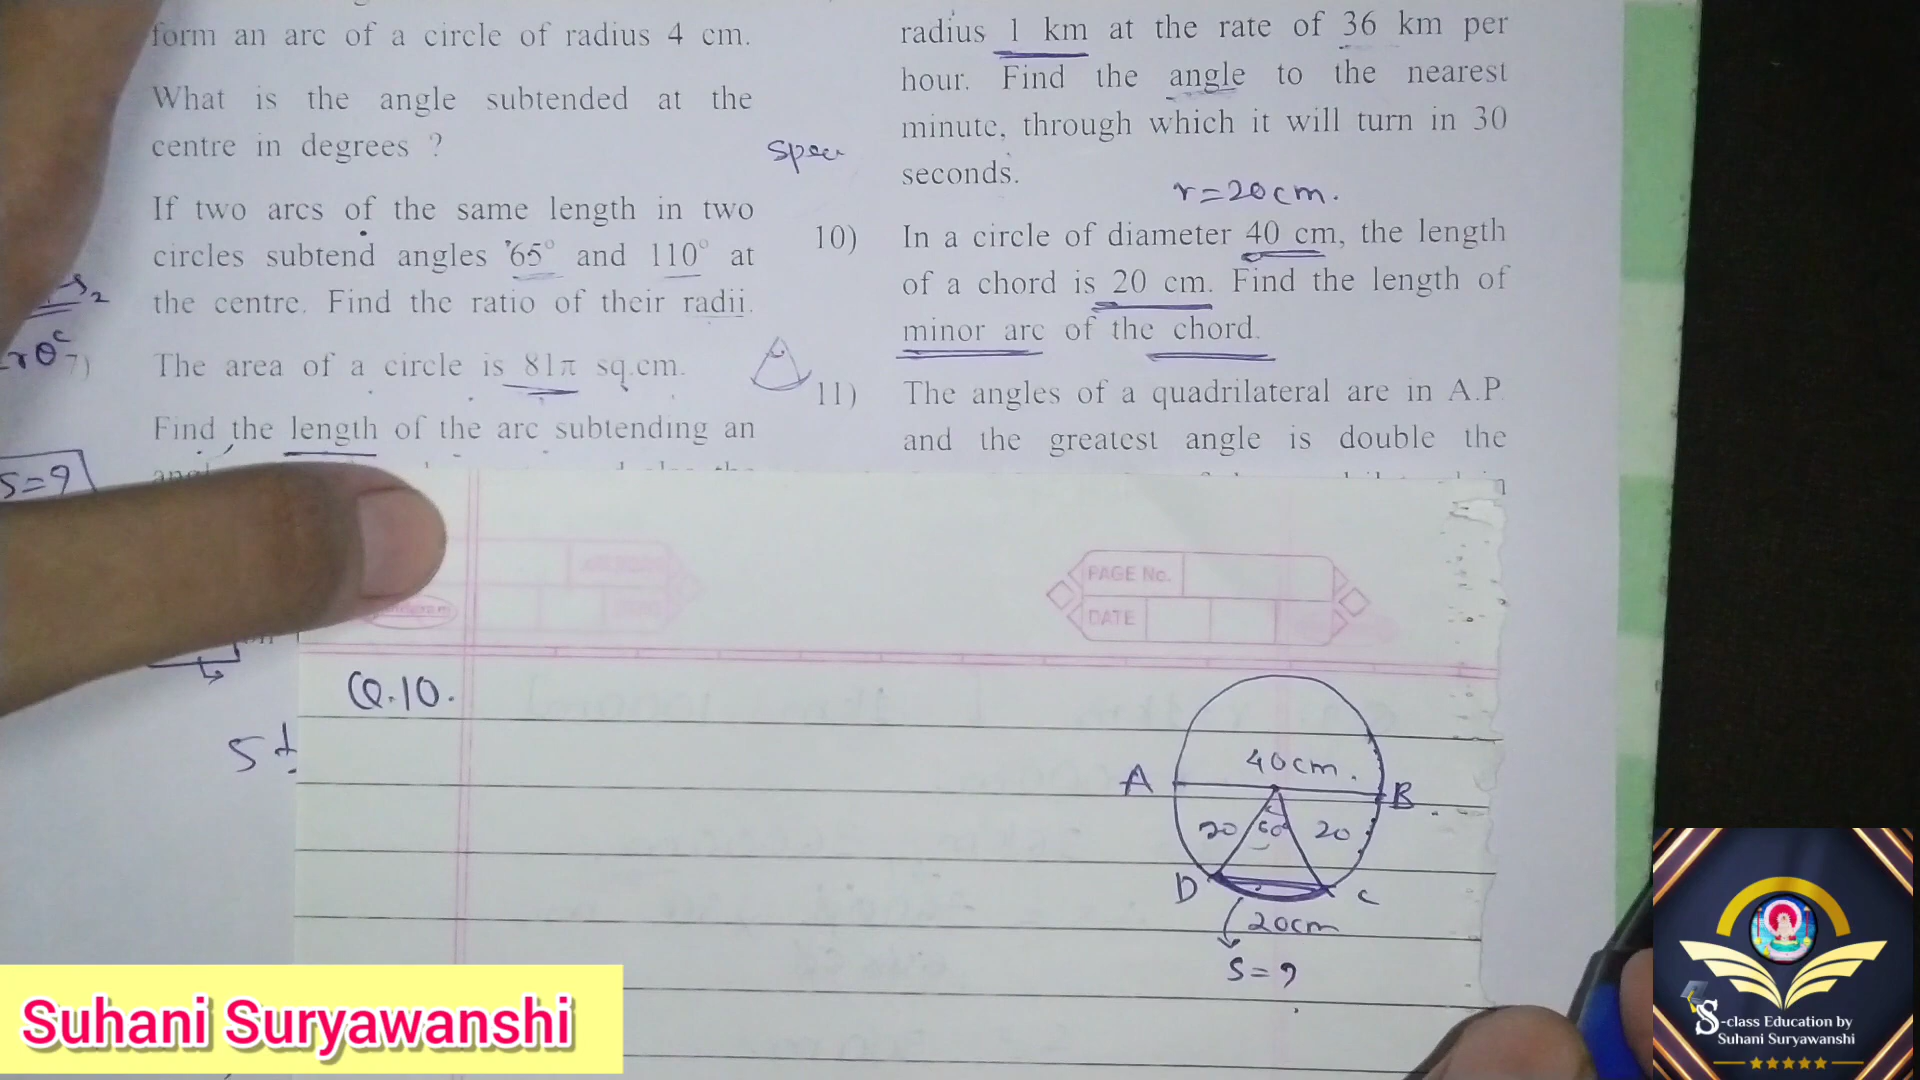 form an arc of a circle of radius 4 cm.
What is the angle subtended at the
centre in degrees ?
If two arcs of the same length in two
circles subtend angles 65° and 110° at
the centre. Find the ratio of their radii.
7) The area of a circle is 81π sq.cm.
Find the length of the arc subtending an
s=?
rθᶜ
radius 1 km at the rate of 36 km per
hour. Find the angle to the nearest
minute, through which it will turn in 30
seconds.
r=20cm.
10) In a circle of diameter 40 cm, the length
of a chord is 20 cm. Find the length of
minor arc of the chord.
11) The angles of a quadrilateral are in A.P.
and the greatest angle is double the
PAGE No.
DATE
Q.10.
40cm.
A B
20 60° 20
D C
20cm
S=?
Suhani Suryawanshi
S-class Education by
Suhani Suryawanshi